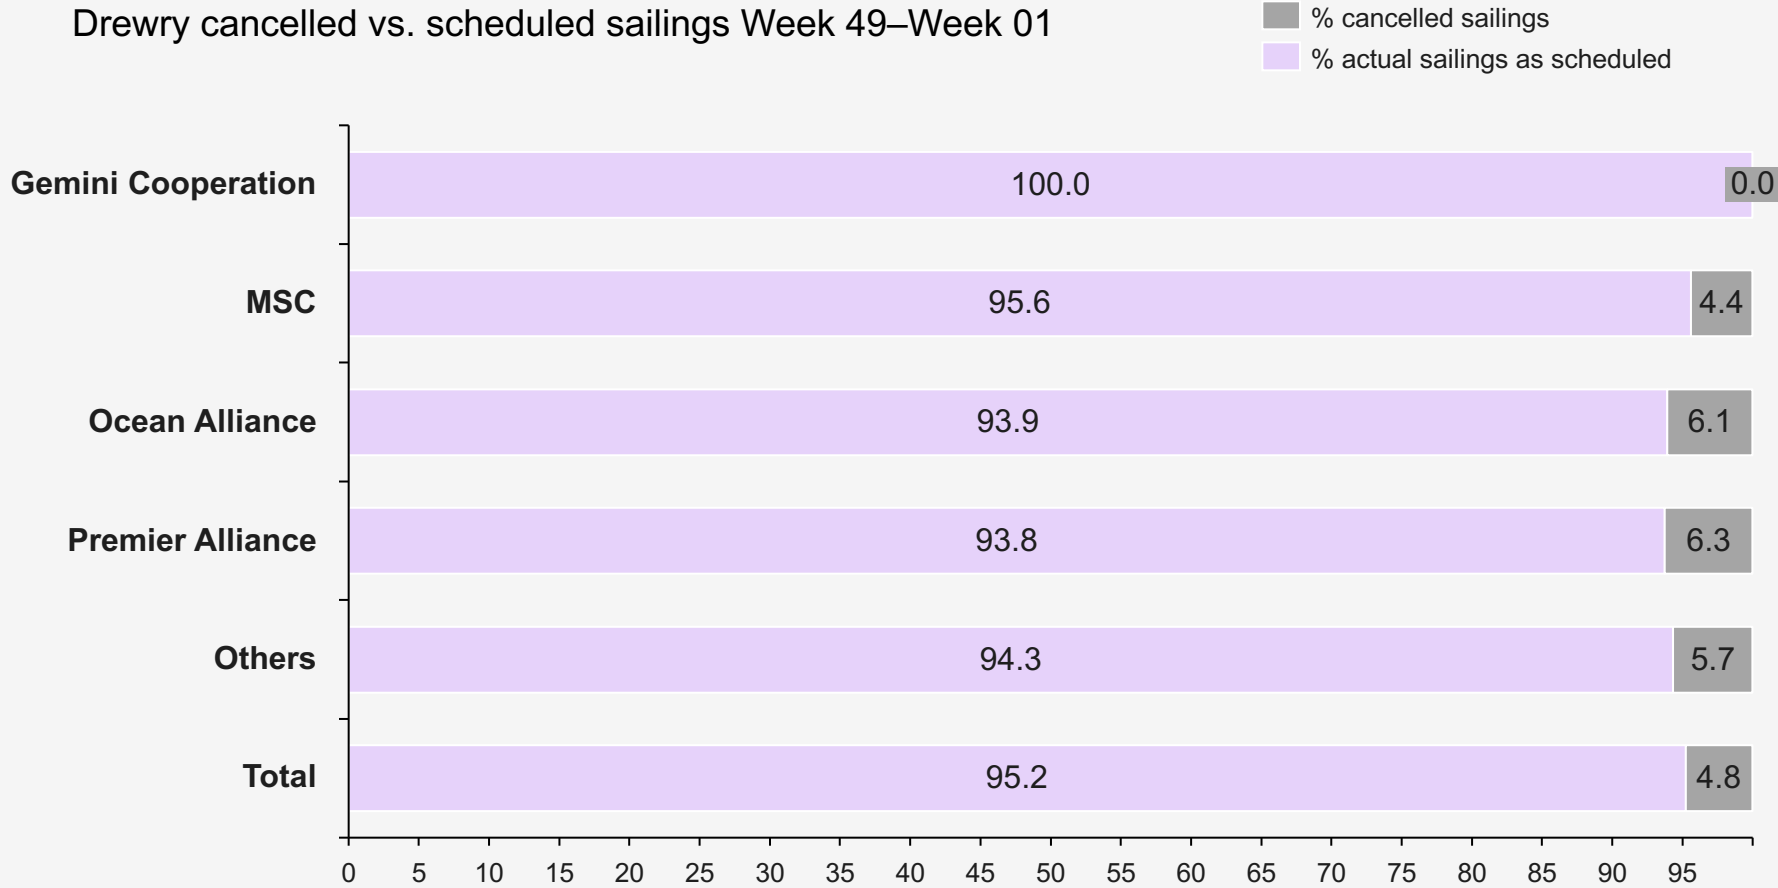 Drewry cancelled vs. scheduled sailings Week 49–Week 01
% cancelled sailings
% actual sailings as scheduled
Gemini Cooperation 100.0 0.0
MSC 95.6 4.4
Ocean Alliance 93.9 6.1
Premier Alliance 93.8 6.3
Others 94.3 5.7
Total 95.2 4.8
0 5 10 15 20 25 30 35 40 45 50 55 60 65 70 75 80 85 90 95